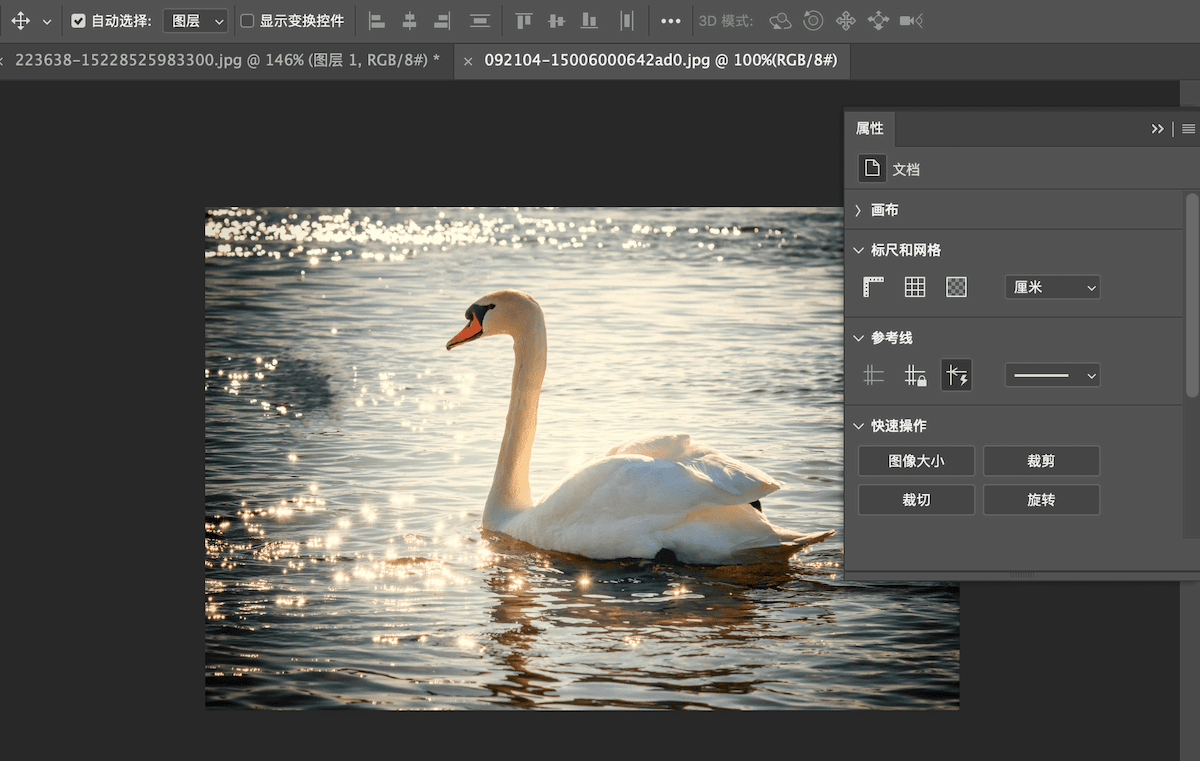 自动选择: 图层 显示变换控件 3D 模式:
223638-15228525983300.jpg @ 146% (图层 1, RGB/8#) * × 092104-15006000642ad0.jpg @ 100%(RGB/8#)
属性
文档
画布
标尺和网格
厘米
参考线
快速操作
图像大小 裁剪
裁切 旋转